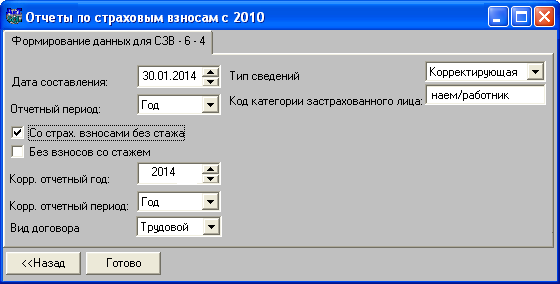 Отчеты по страховым взносам с 2010
Формирование данных для СЗВ - 6 - 4
Дата составления: 30.01.2014 Тип сведений Корректирующая
Отчетный период: Год Код категории застрахованного лица: наем/работник
Со страх. взносами без стажа
Без взносов со стажем
Корр. отчетный год: 2014
Корр. отчетный период: Год
Вид договора Трудовой
<<Назад Готово